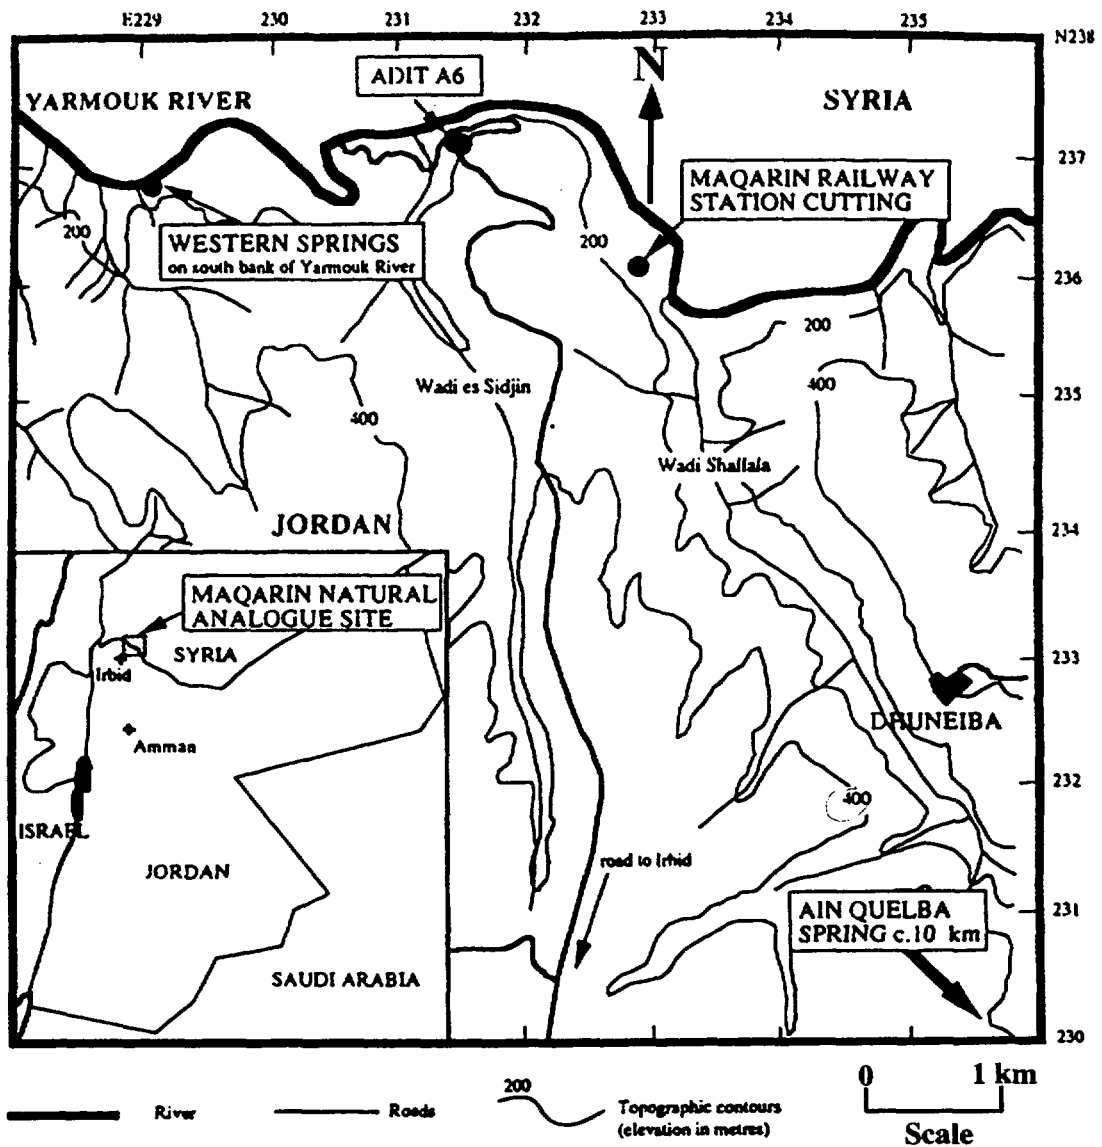 E229 230 231 232 233 234 235
N238
ADIT A6
N
YARMOUK RIVER
SYRIA
237
MAQARIN RAILWAY
STATION CUTTING
200
200
WESTERN SPRINGS
on south bank of Yarmouk River
236
200
Wadi es Sidjin
400
235
400
Wadi Shallala
JORDAN
234
MAQARIN NATURAL
ANALOGUE SITE
SYRIA
Irbid
233
DHUNEIBA
Amman
232
400
ISRAEL
road to Irbid
JORDAN
AIN QUELBA
SPRING c.10 km
231
SAUDI ARABIA
230
0 1 km
Scale
River
Roads
200
Topographic contours
(elevation in metres)